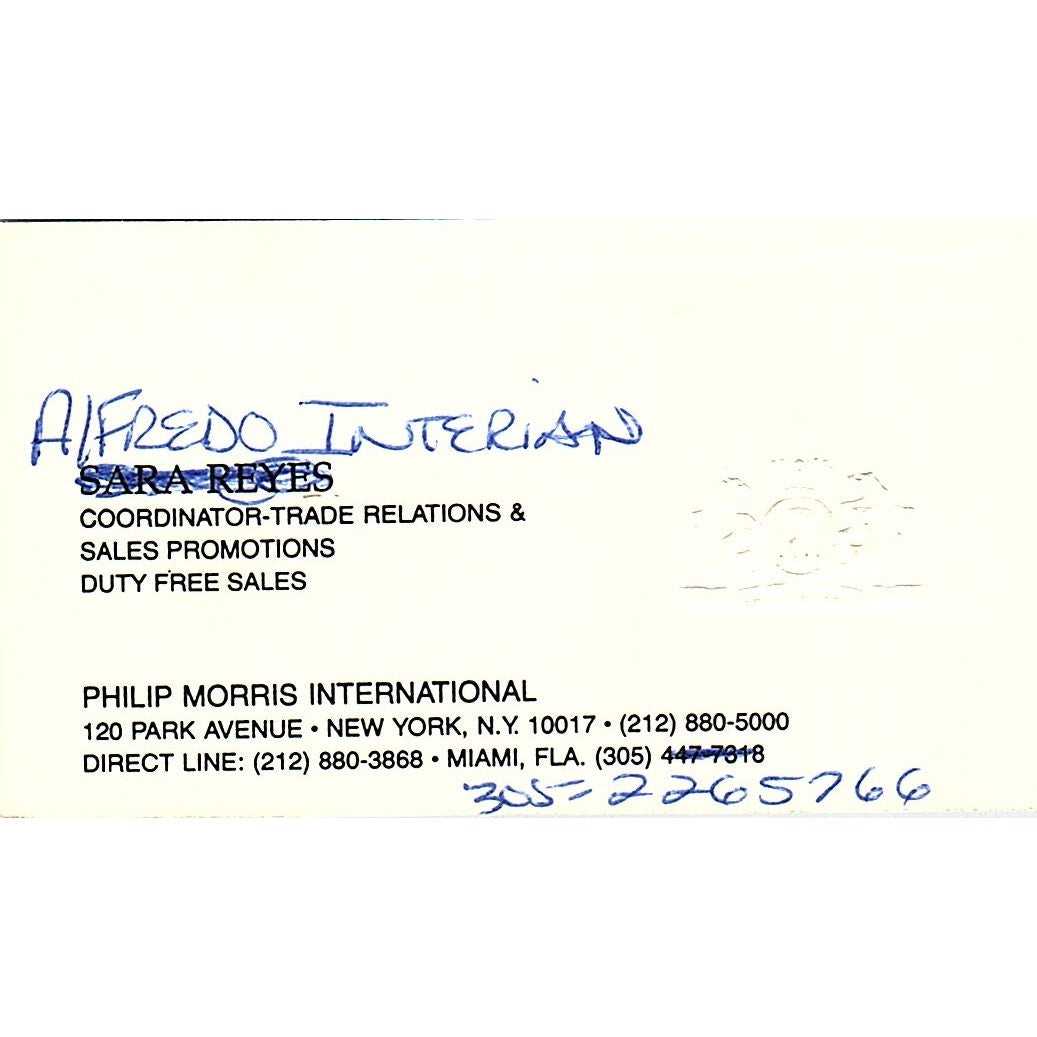 AlFREDO INTERIAN
SARA REYES
COORDINATOR-TRADE RELATIONS &
SALES PROMOTIONS
DUTY FREE SALES
PHILIP MORRIS INTERNATIONAL
120 PARK AVENUE • NEW YORK, N.Y. 10017 • (212) 880-5000
DIRECT LINE: (212) 880-3868 • MIAMI, FLA. (305) 447-7318
305-2265766